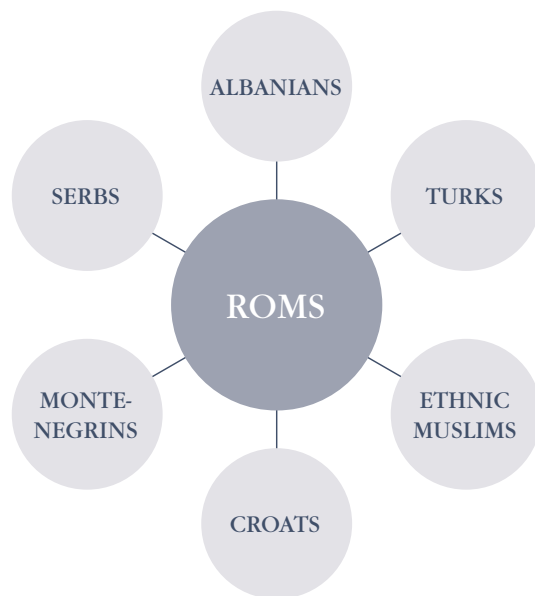 ALBANIANS
SERBS
TURKS
ROMS
MONTE-
NEGRINS
ETHNIC
MUSLIMS
CROATS